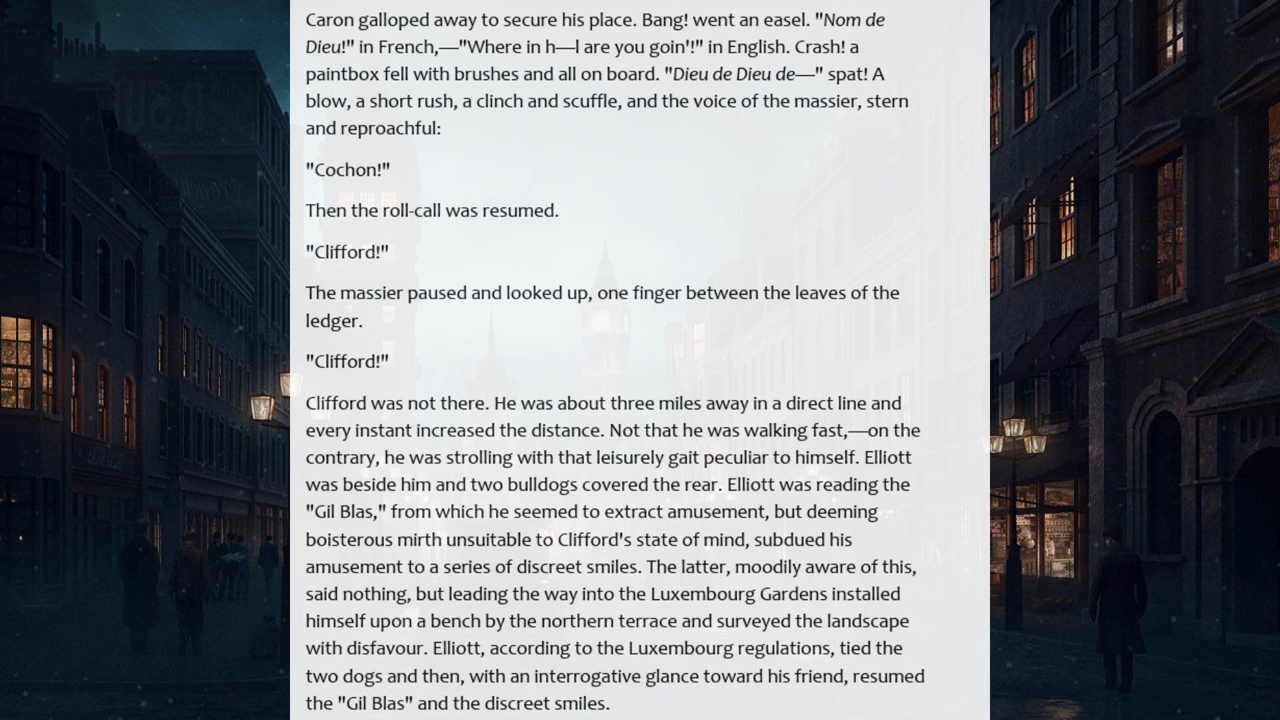 Caron galloped away to secure his place. Bang! went an easel. "Nom de
Dieu!" in French,—"Where in h—l are you goin'!" in English. Crash! a
paintbox fell with brushes and all on board. "Dieu de Dieu de—" spat! A
blow, a short rush, a clinch and scuffle, and the voice of the massier, stern
and reproachful:
"Cochon!"
Then the roll-call was resumed.
"Clifford!"
The massier paused and looked up, one finger between the leaves of the
ledger.
"Clifford!"
Clifford was not there. He was about three miles away in a direct line and
every instant increased the distance. Not that he was walking fast,—on the
contrary, he was strolling with that leisurely gait peculiar to himself. Elliott
was beside him and two bulldogs covered the rear. Elliott was reading the
"Gil Blas," from which he seemed to extract amusement, but deeming
boisterous mirth unsuitable to Clifford's state of mind, subdued his
amusement to a series of discreet smiles. The latter, moodily aware of this,
said nothing, but leading the way into the Luxembourg Gardens installed
himself upon a bench by the northern terrace and surveyed the landscape
with disfavour. Elliott, according to the Luxembourg regulations, tied the
two dogs and then, with an interrogative glance toward his friend, resumed
the "Gil Blas" and the discreet smiles.